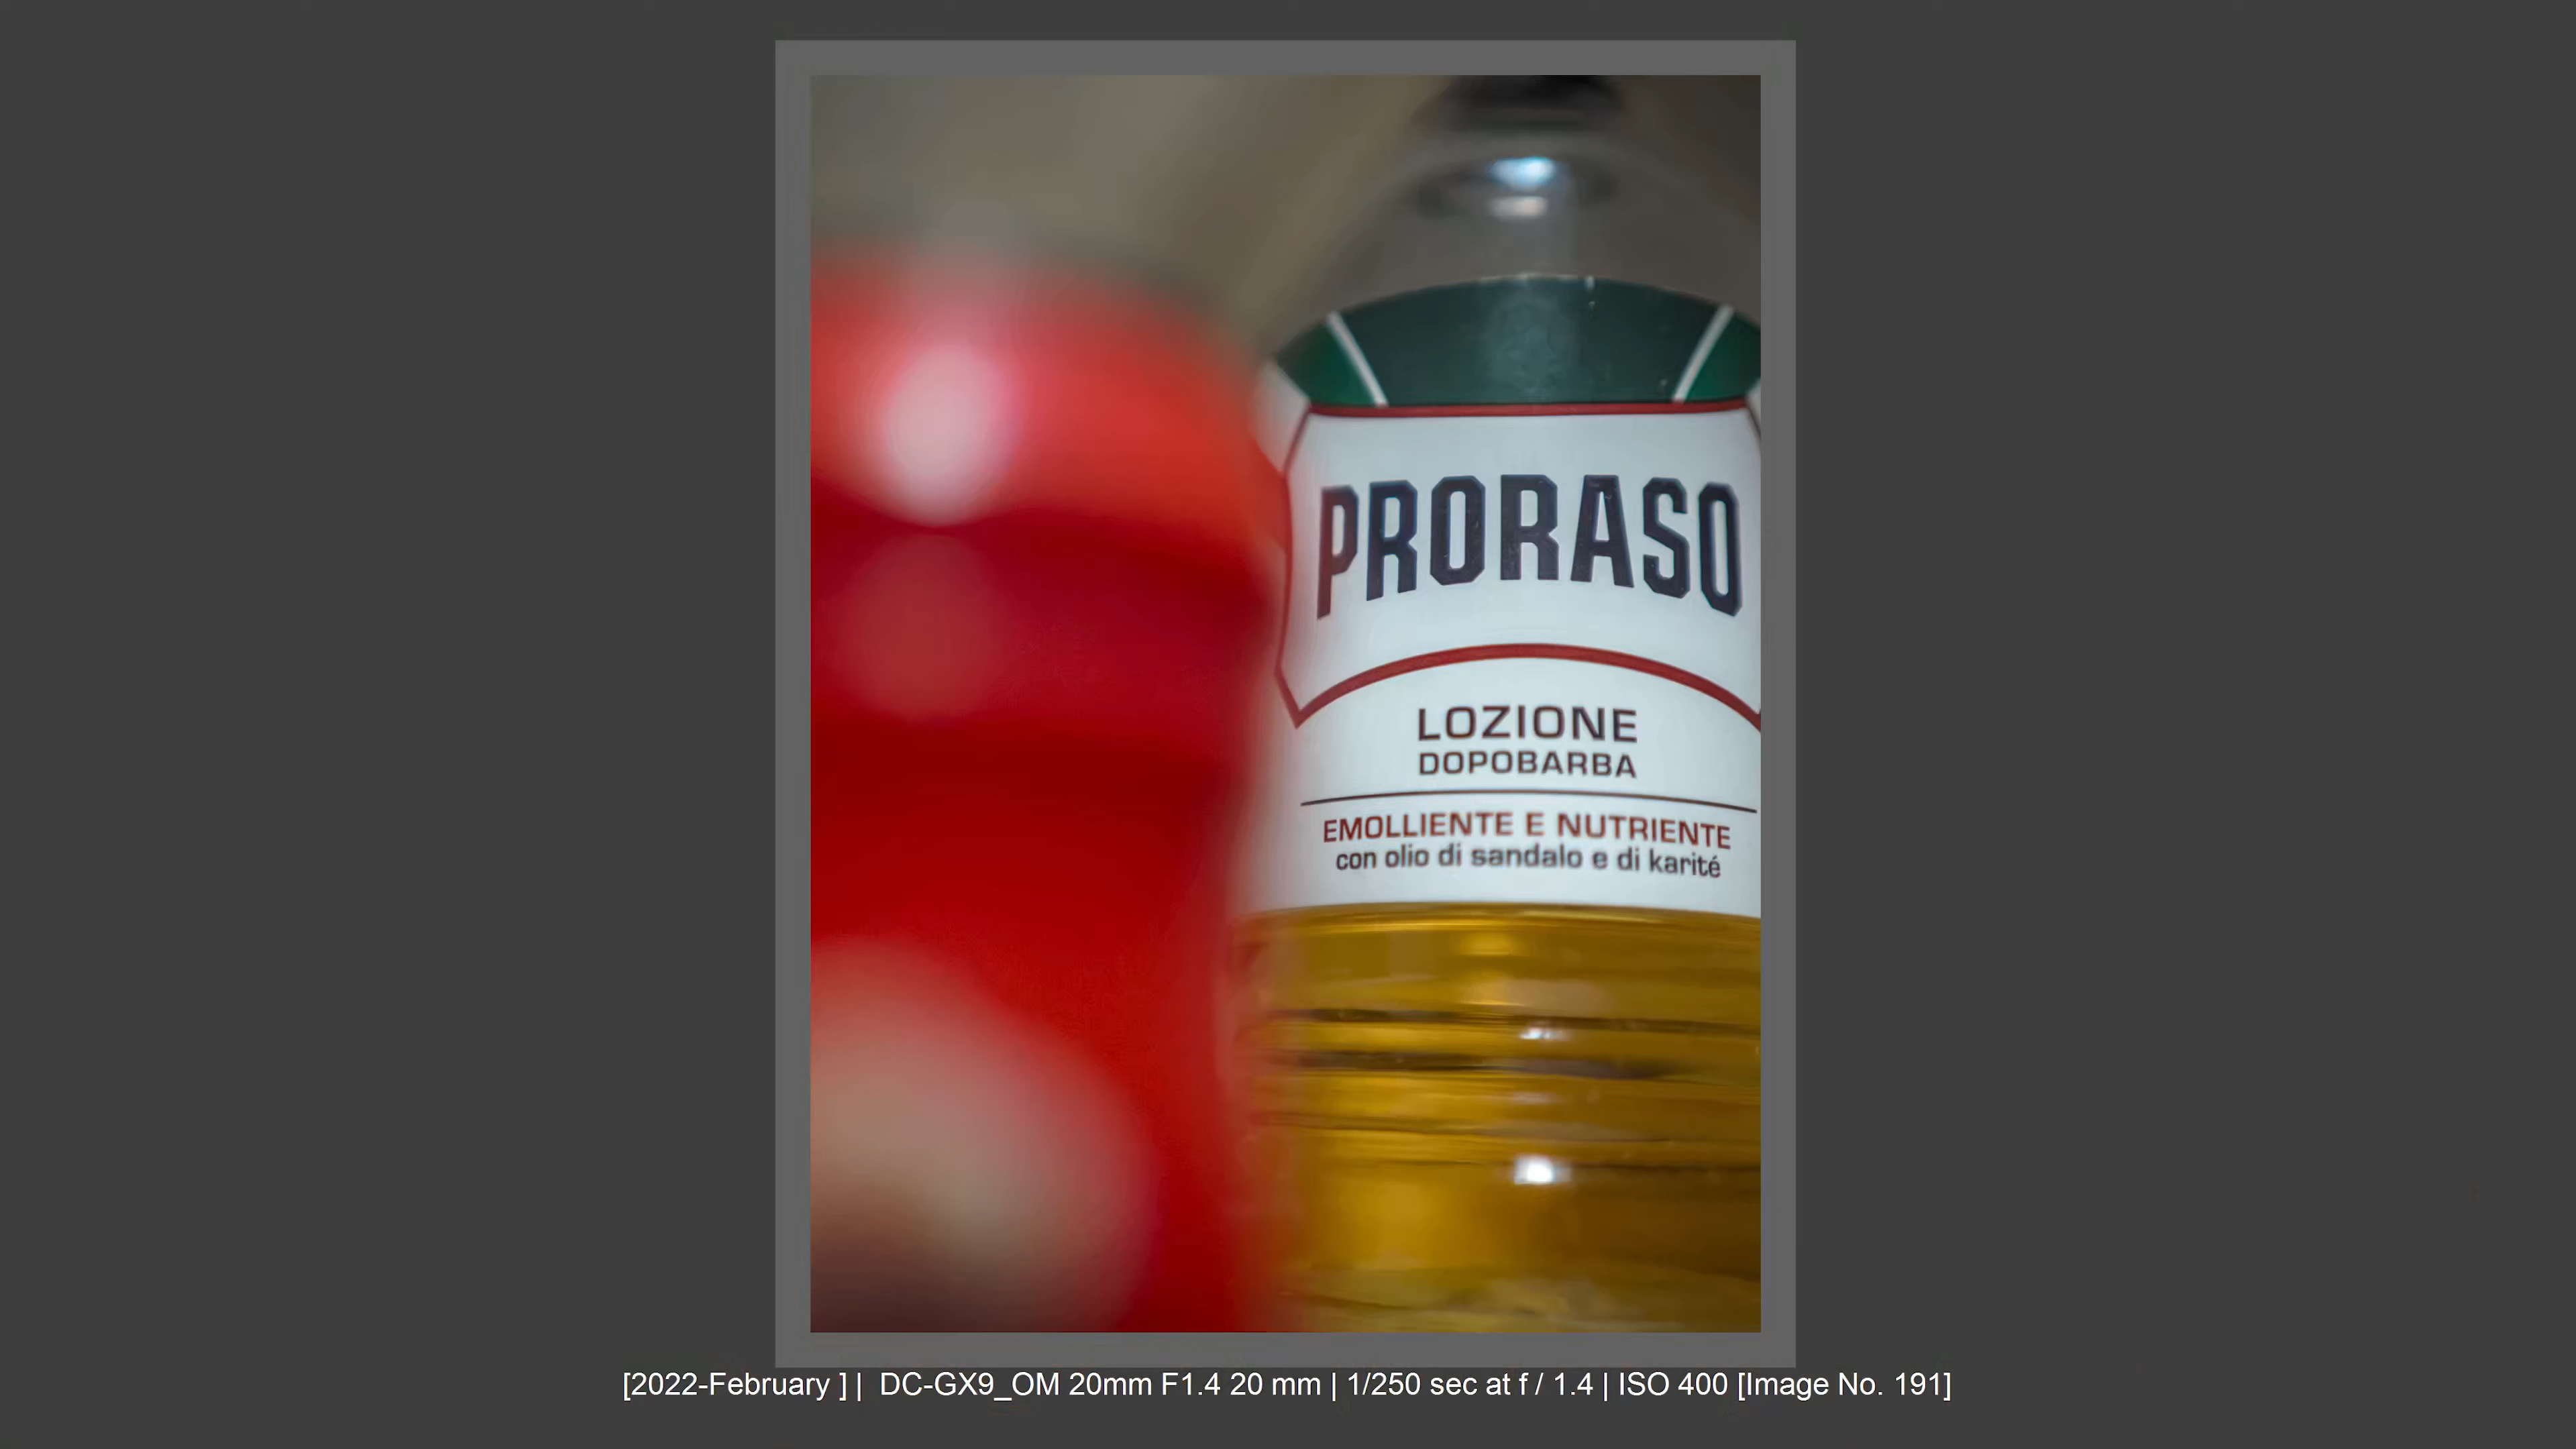 PRORASO
LOZIONE
DOPOBARBA
EMOLLIENTE E NUTRIENTE
con olio di sandalo e di karité
[2022-February ] | DC-GX9_OM 20mm F1.4 20 mm | 1/250 sec at f / 1.4 | ISO 400 [Image No. 191]